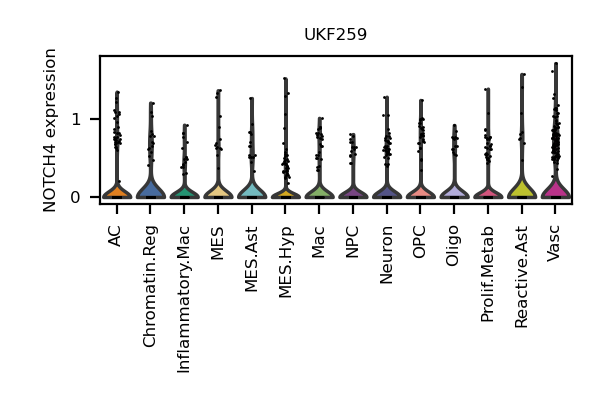 UKF259
NOTCH4 expression
1
0
AC
Chromatin.Reg
Inflammatory.Mac
MES
MES.Ast
MES.Hyp
Mac
NPC
Neuron
OPC
Oligo
Prolif.Metab
Reactive.Ast
Vasc